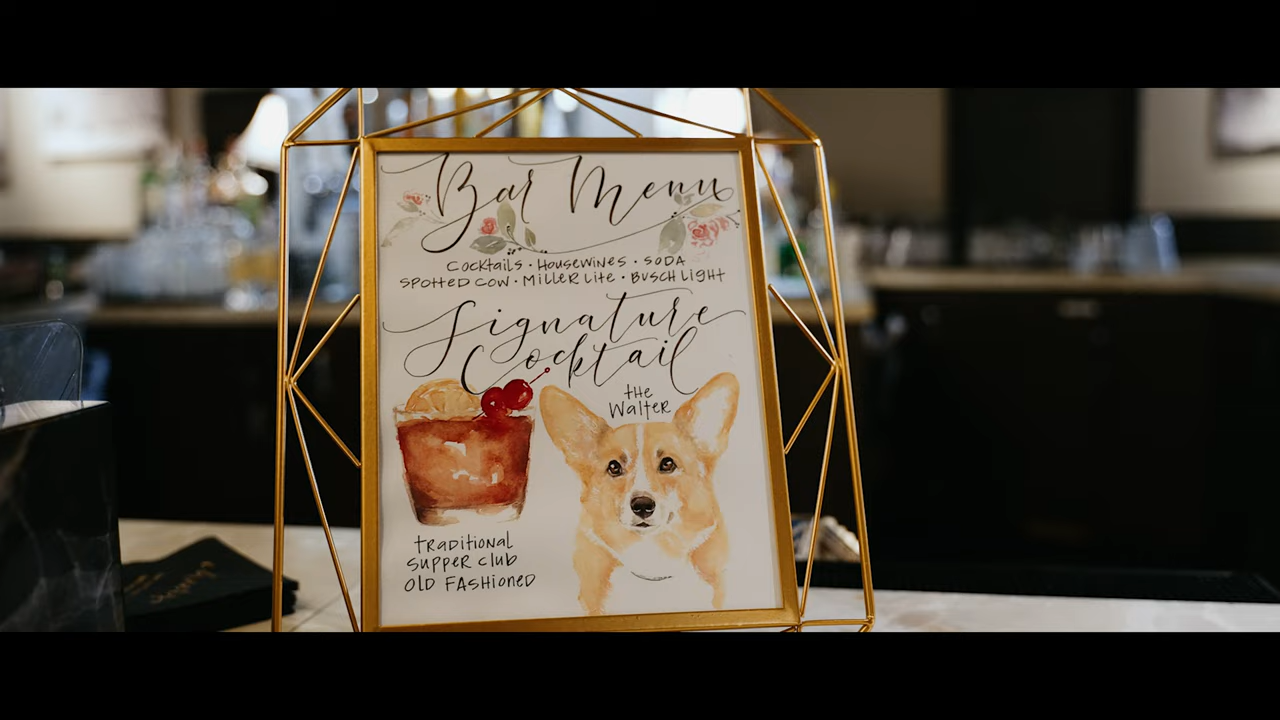 Bar Menu
COCKTAILS · HOUSEWINES · SODA
SPOTTED COW · MILLER LITE · BUSCH LIGHT
Signature
Cocktail
THE
WALTER
TRADITIONAL
SUPPER CLUB
OLD FASHIONED